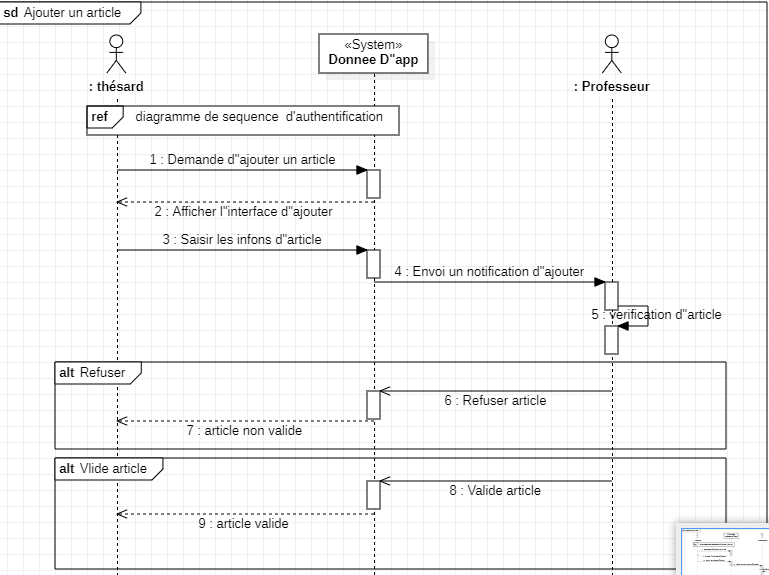 sd Ajouter un article
«System»
Donnee D"app
: thésard
: Professeur
ref diagramme de sequence d'authentification
1 : Demande d"ajouter un article
2 : Afficher l"interface d"ajouter
3 : Saisir les infons d"article
4 : Envoi un notification d"ajouter
5 : verification d"article
alt Refuser
6 : Refuser article
7 : article non valide
alt Vlide article
8 : Valide article
9 : article valide